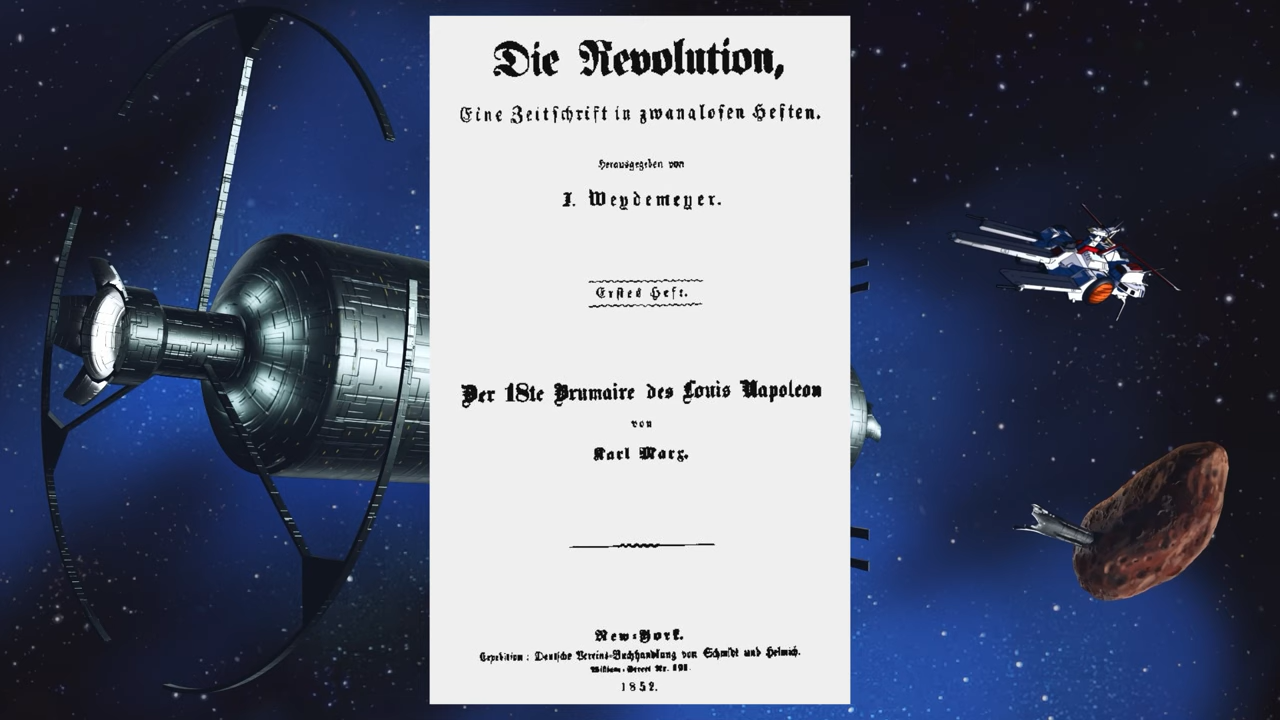 Die Revolution,
Eine Zeitschrift in zwanglosen Heften.
Herausgegeben von
J. Weydemeyer.
Erstes Heft.
Der 18te Brumaire des Louis Napoleon
von
Karl Marx.
New-York.
Expedition: Deutsche Vereins-Buchhandlung von Schmidt und Helmich.
William-Street Nr. 191.
1852.